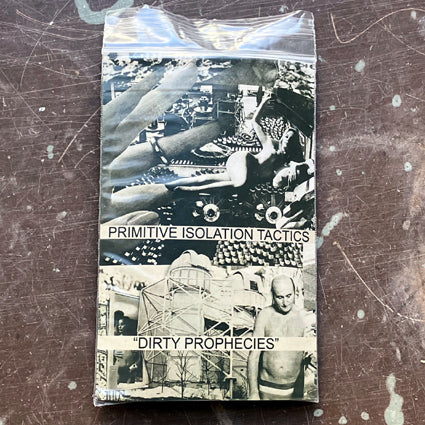 PRIMITIVE ISOLATION TACTICS
"DIRTY PROPHECIES"